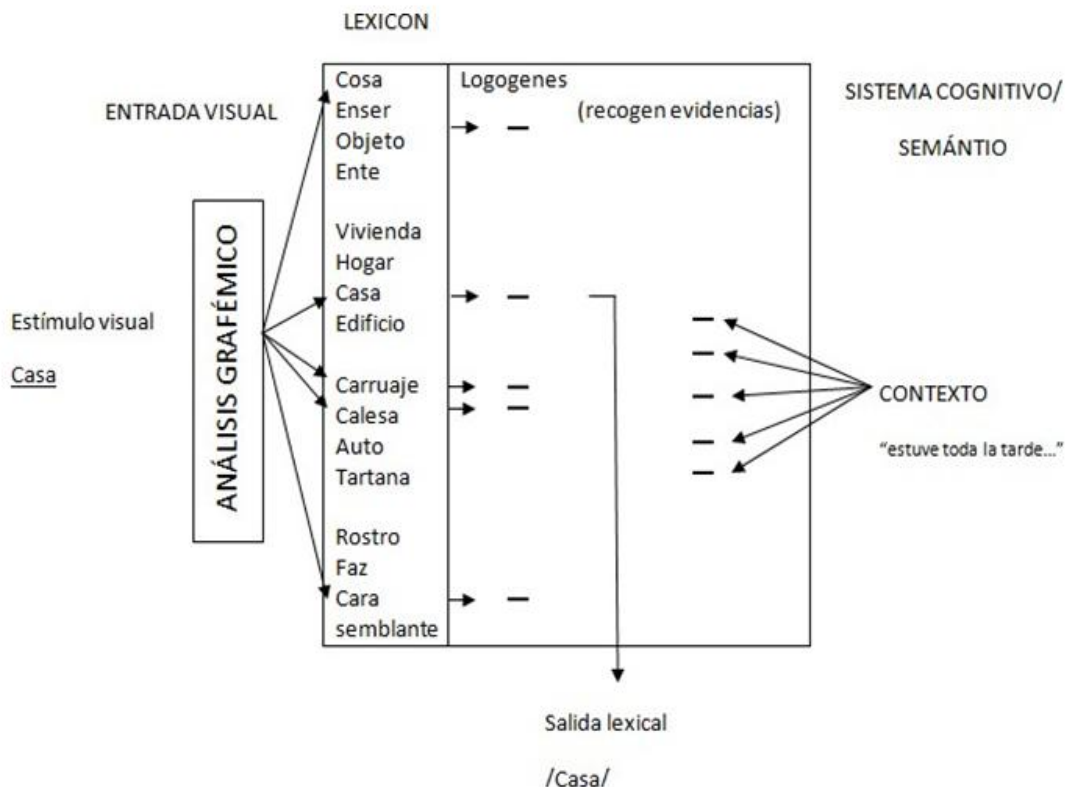 LEXICON
ENTRADA VISUAL
Estímulo visual
Casa
ANÁLISIS GRAFÉMICO
Cosa
Enser
Objeto
Ente
Vivienda
Hogar
Casa
Edificio
Carruaje
Calesa
Auto
Tartana
Rostro
Faz
Cara
semblante
Logogenes
(recogen evidencias)
SISTEMA COGNITIVO/
SEMÁNTIO
CONTEXTO
“estuve toda la tarde...”
Salida lexical
/Casa/